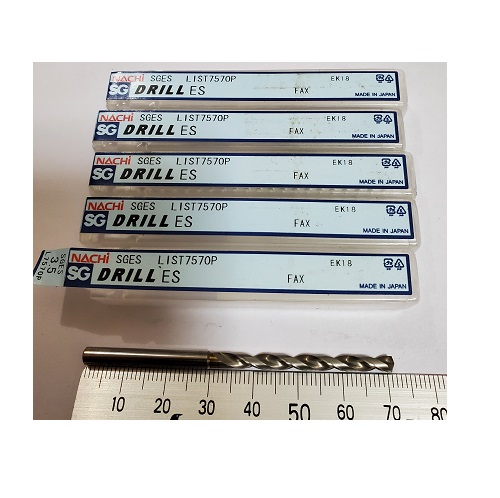 NACHI SGES LIST7570P EK18
SG DRILL ES FAX
MADE IN JAPAN
NACHI SGES LIST7570P EK18
SG DRILL ES FAX
MADE IN JAPAN
NACHI SGES LIST7570P EK18
SG DRILL ES FAX
MADE IN JAPAN
NACHI SGES LIST7570P EK18
SG DRILL ES FAX
MADE IN JAPAN
NACHI SGES LIST7570P EK18
SG DRILL ES FAX
MADE IN JAPAN
SGES
3.5
L7570P
10 20 30 40 50 60 70 80